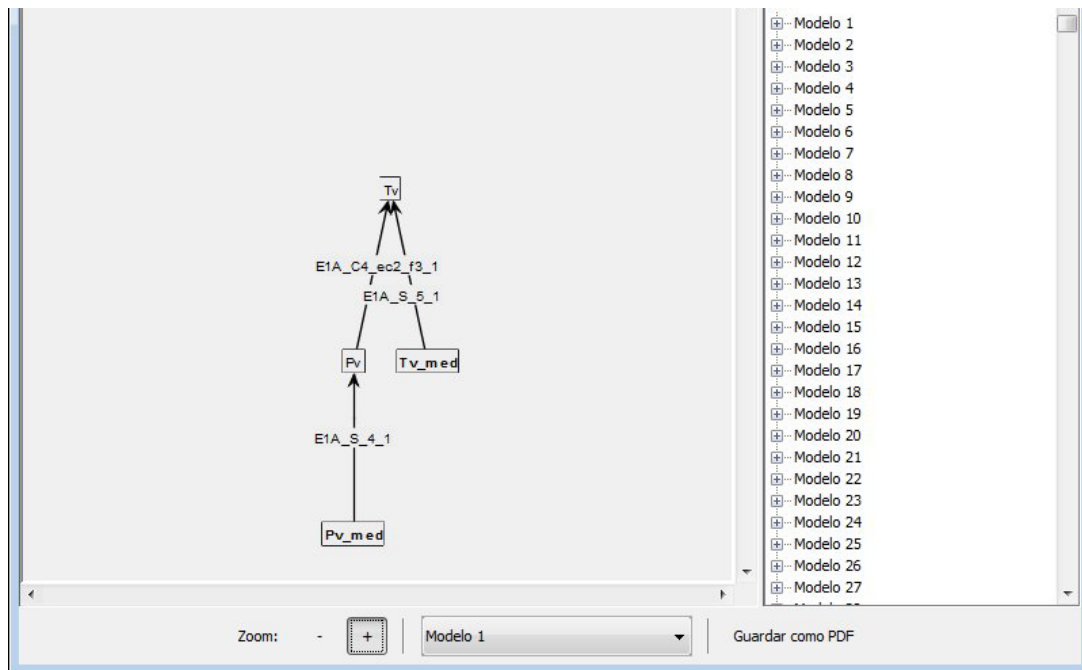 Tv
E1A_C4_ec2_f3_1
E1A_S_5_1
Pv
Tv_med
E1A_S_4_1
Pv_med
Modelo 1
Modelo 2
Modelo 3
Modelo 4
Modelo 5
Modelo 6
Modelo 7
Modelo 8
Modelo 9
Modelo 10
Modelo 11
Modelo 12
Modelo 13
Modelo 14
Modelo 15
Modelo 16
Modelo 17
Modelo 18
Modelo 19
Modelo 20
Modelo 21
Modelo 22
Modelo 23
Modelo 24
Modelo 25
Modelo 26
Modelo 27
Zoom: - + Modelo 1 Guardar como PDF